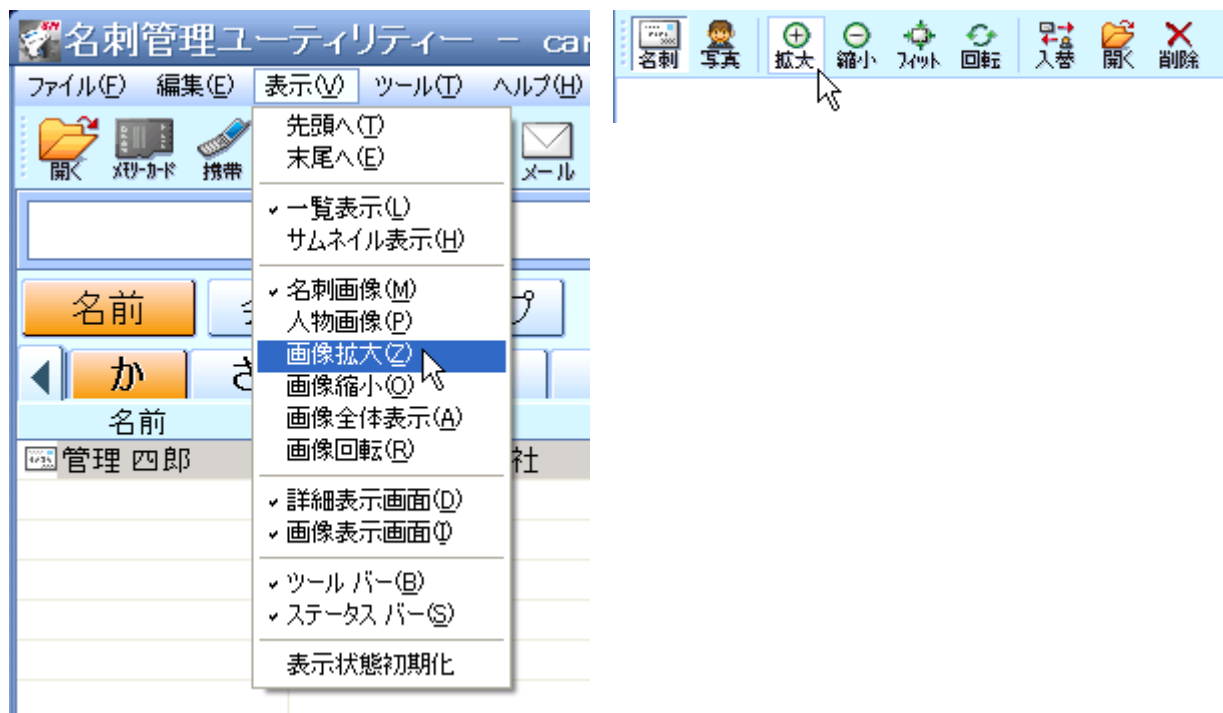 名刺管理ユーティリティー - car
ファイル(F) 編集(E) 表示(V) ツール(T) ヘルプ(H)
開く メモリーカード 携帯 メール
先頭へ(T)
末尾へ(E)
一覧表示(L)
サムネイル表示(H)
名刺画像(M)
人物画像(P)
画像拡大(Z)
画像縮小(O)
画像全体表示(A)
画像回転(R)
詳細表示画面(D)
画像表示画面(I)
ツール バー(B)
ステータス バー(S)
表示状態初期化
名前 プ
か さ
名前
管理 四郎 社
名刺 写真 拡大 縮小 フィット 回転 入替 開く 削除